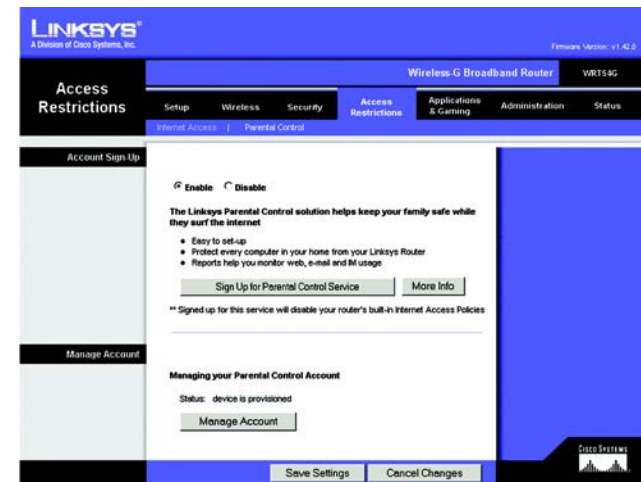 LINKSYS®
A Division of Cisco Systems, Inc.
Firmware Version: v1.42.0
Wireless-G Broadband Router WRT54G
Access Restrictions
Setup Wireless Security Access Restrictions Applications & Gaming Administration Status
Internet Access | Parental Control
Account Sign-Up
Enable Disable
The Linksys Parental Control solution helps keep your family safe while
they surf the internet
• Easy to set-up
• Protect every computer in your home from your Linksys Router
• Reports help you monitor web, e-mail and IM usage
Sign Up for Parental Control Service More Info
** Signed up for this service will disable your router's built-in Internet Access Policies
Manage Account
Managing your Parental Control Account
Status: device is provisioned
Manage Account
Save Settings Cancel Changes
CISCO SYSTEMS